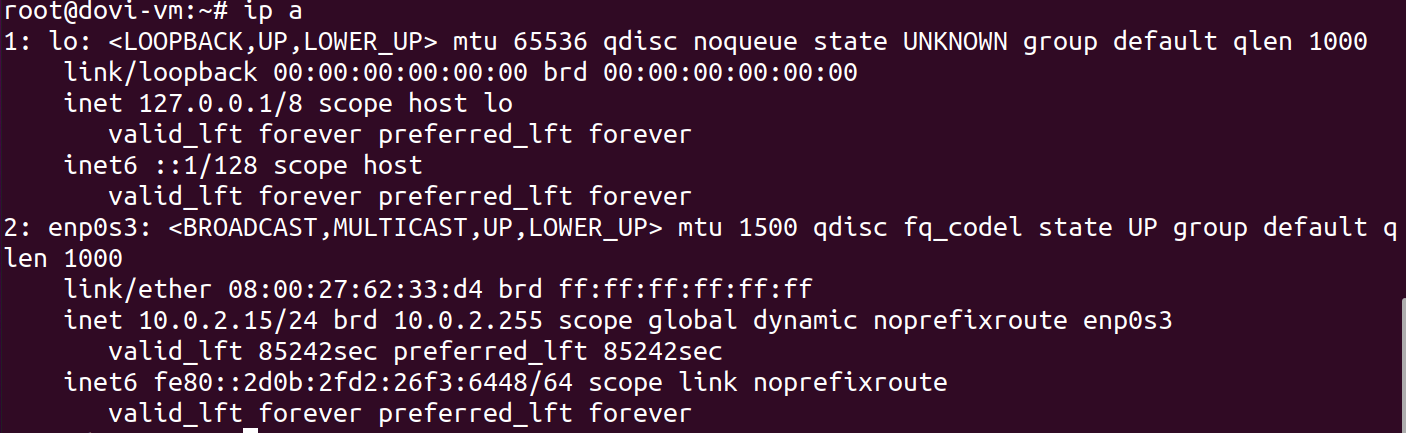 root@dovi-vm:~# ip a
1: lo: <LOOPBACK,UP,LOWER_UP> mtu 65536 qdisc noqueue state UNKNOWN group default qlen 1000
    link/loopback 00:00:00:00:00:00 brd 00:00:00:00:00:00
    inet 127.0.0.1/8 scope host lo
       valid_lft forever preferred_lft forever
    inet6 ::1/128 scope host
       valid_lft forever preferred_lft forever
2: enp0s3: <BROADCAST,MULTICAST,UP,LOWER_UP> mtu 1500 qdisc fq_codel state UP group default q
len 1000
    link/ether 08:00:27:62:33:d4 brd ff:ff:ff:ff:ff:ff
    inet 10.0.2.15/24 brd 10.0.2.255 scope global dynamic noprefixroute enp0s3
       valid_lft 85242sec preferred_lft 85242sec
    inet6 fe80::2d0b:2fd2:26f3:6448/64 scope link noprefixroute
       valid_lft forever preferred_lft forever